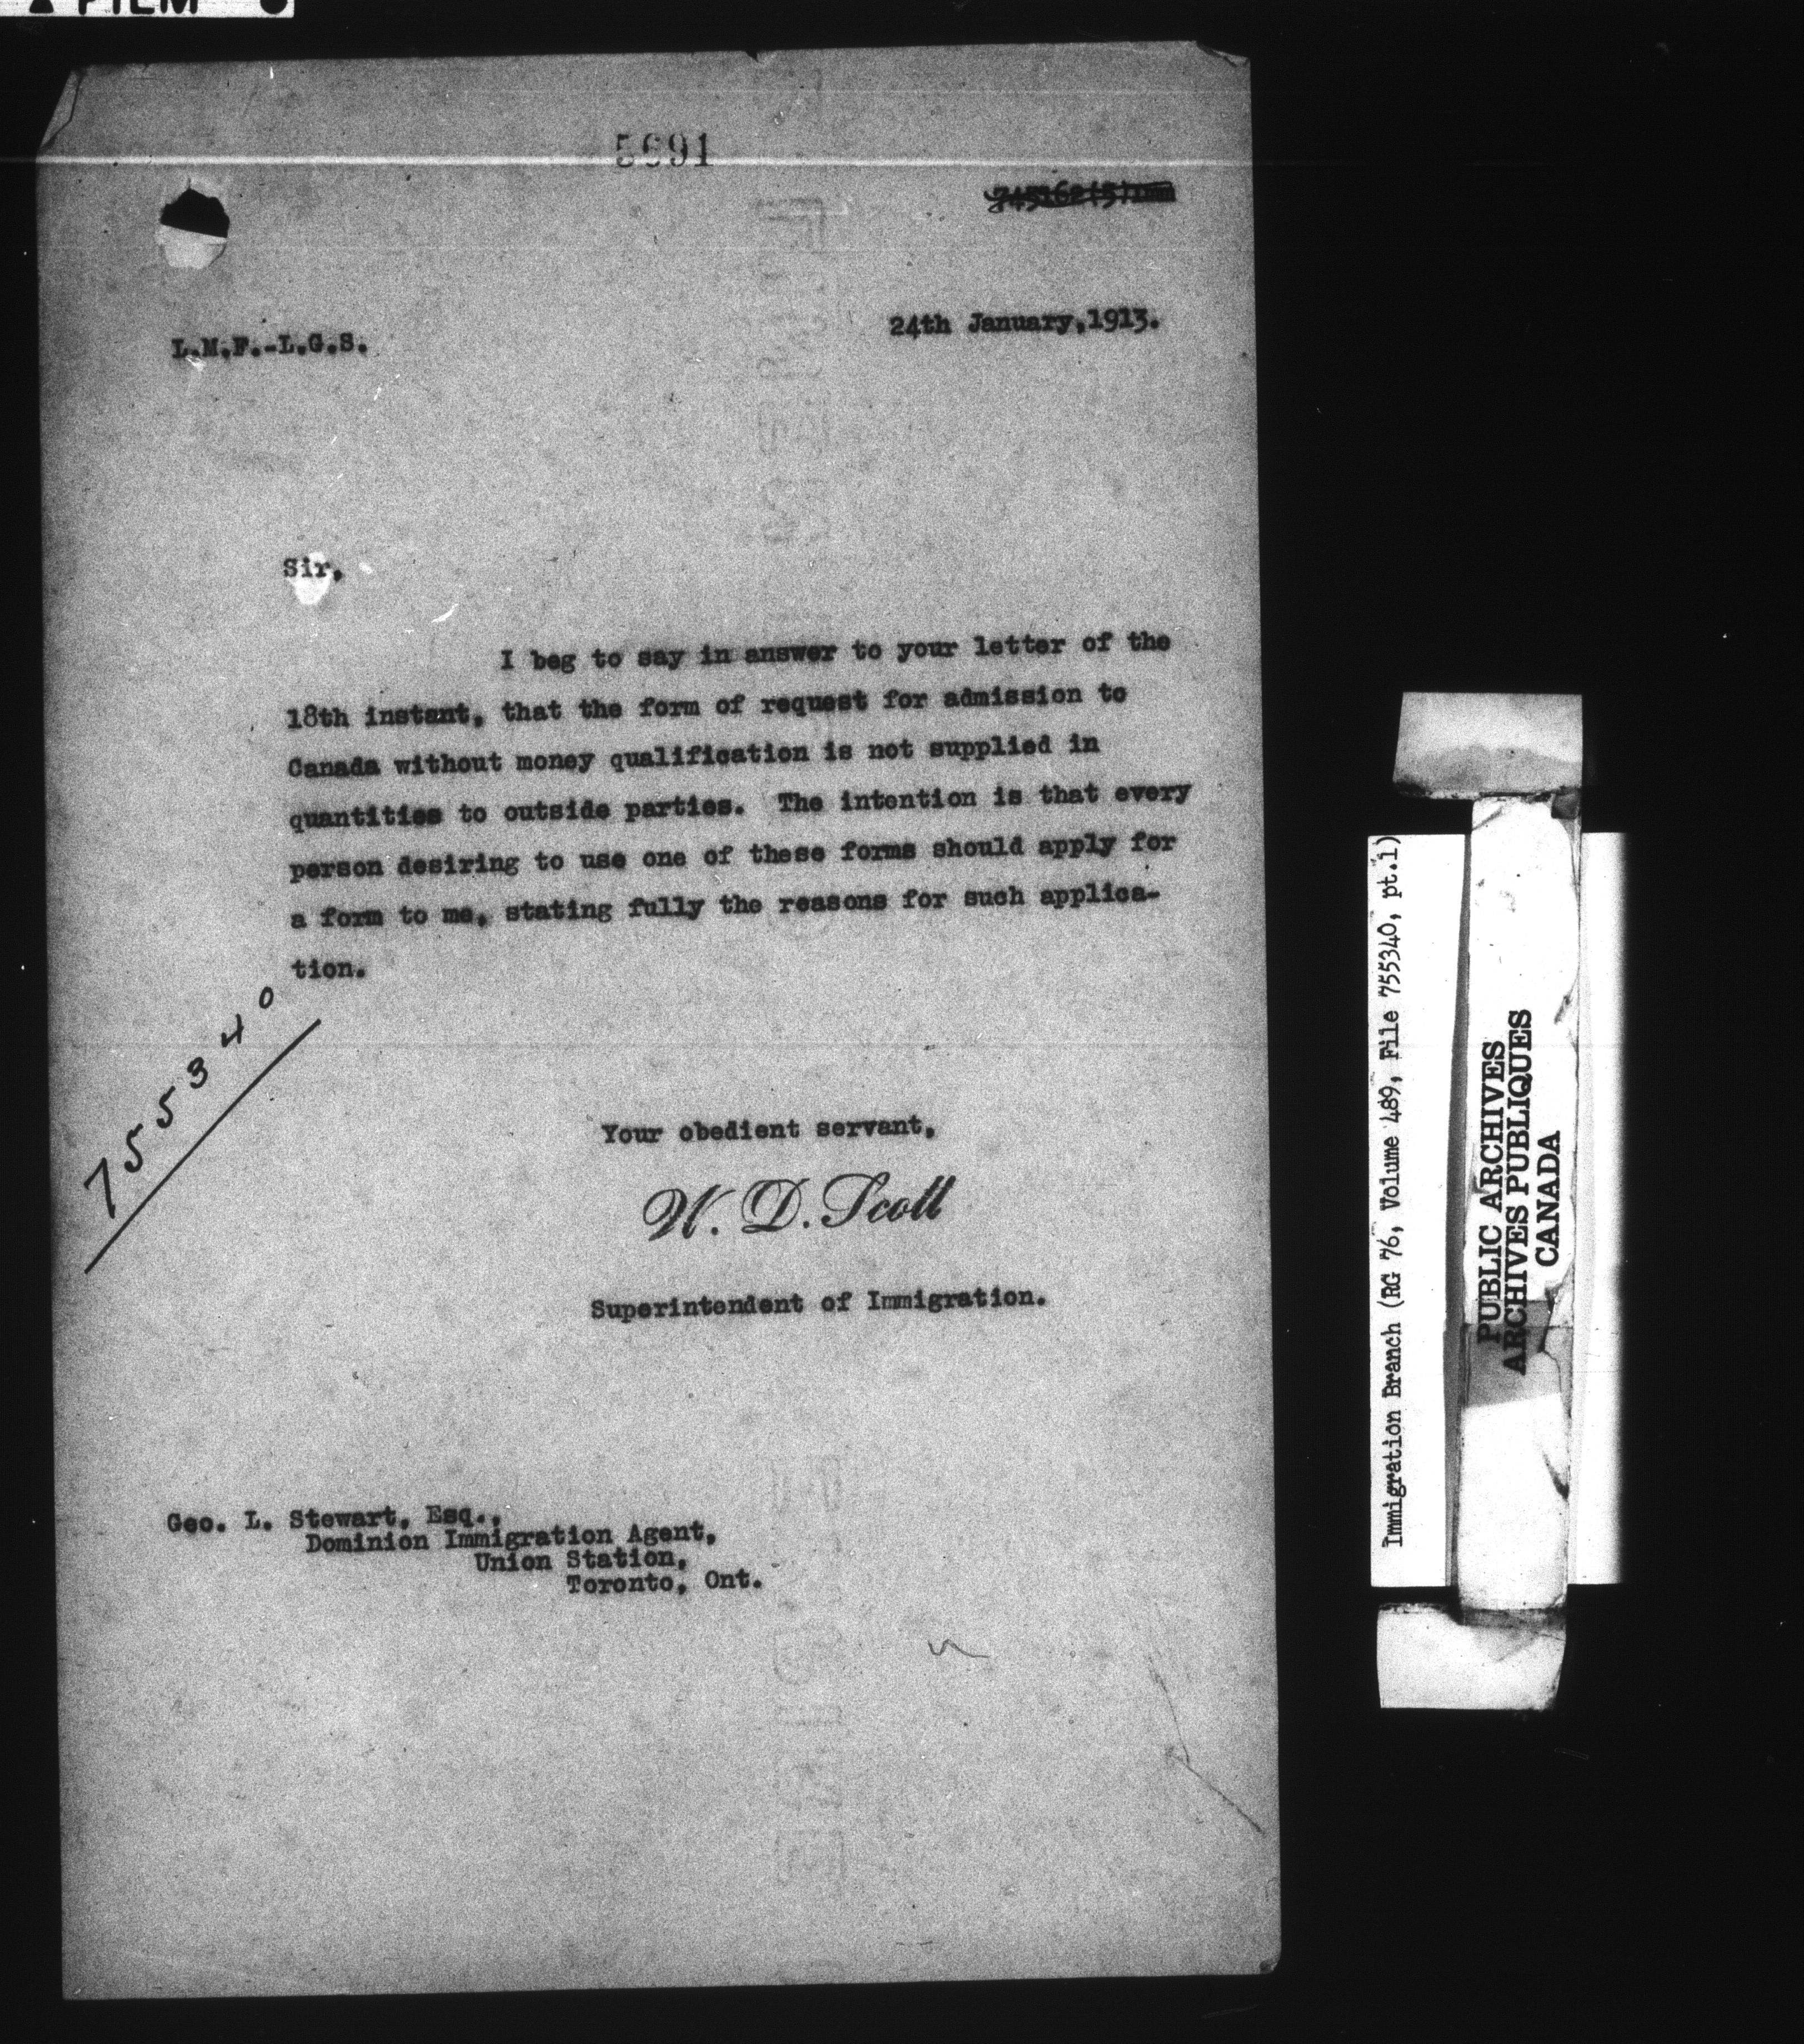 FILM
5691
24th January, 1913.
L.M.F.-L.G.S.
Sir,
I beg to say in answer to your letter of the
18th instant, that the form of request for admission to
Canada without money qualification is not supplied in
quantities to outside parties. The intention is that every
person desiring to use one of these forms should apply for
a form to me, stating fully the reasons for such applica-
tion.
755340
Your obedient servant,
W. D. Scott
Superintendent of Immigration.
Geo. L. Stewart, Esq.,
Dominion Immigration Agent,
Union Station,
Toronto, Ont.
Immigration Branch (RG 76, Volume 489, File 755340, pt.1)
PUBLIC ARCHIVES
ARCHIVES PUBLIQUES
CANADA